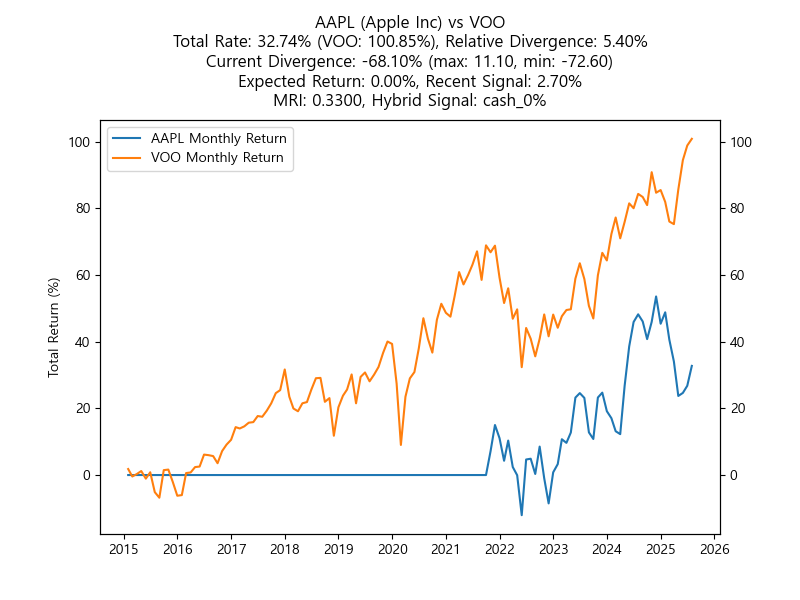 AAPL (Apple Inc) vs VOO
Total Rate: 32.74% (VOO: 100.85%), Relative Divergence: 5.40%
Current Divergence: -68.10% (max: 11.10, min: -72.60)
Expected Return: 0.00%, Recent Signal: 2.70%
MRI: 0.3300, Hybrid Signal: cash_0%
AAPL Monthly Return
VOO Monthly Return
Total Return (%)
100
80
60
40
20
0
100
80
60
40
20
0
2015 2016 2017 2018 2019 2020 2021 2022 2023 2024 2025 2026